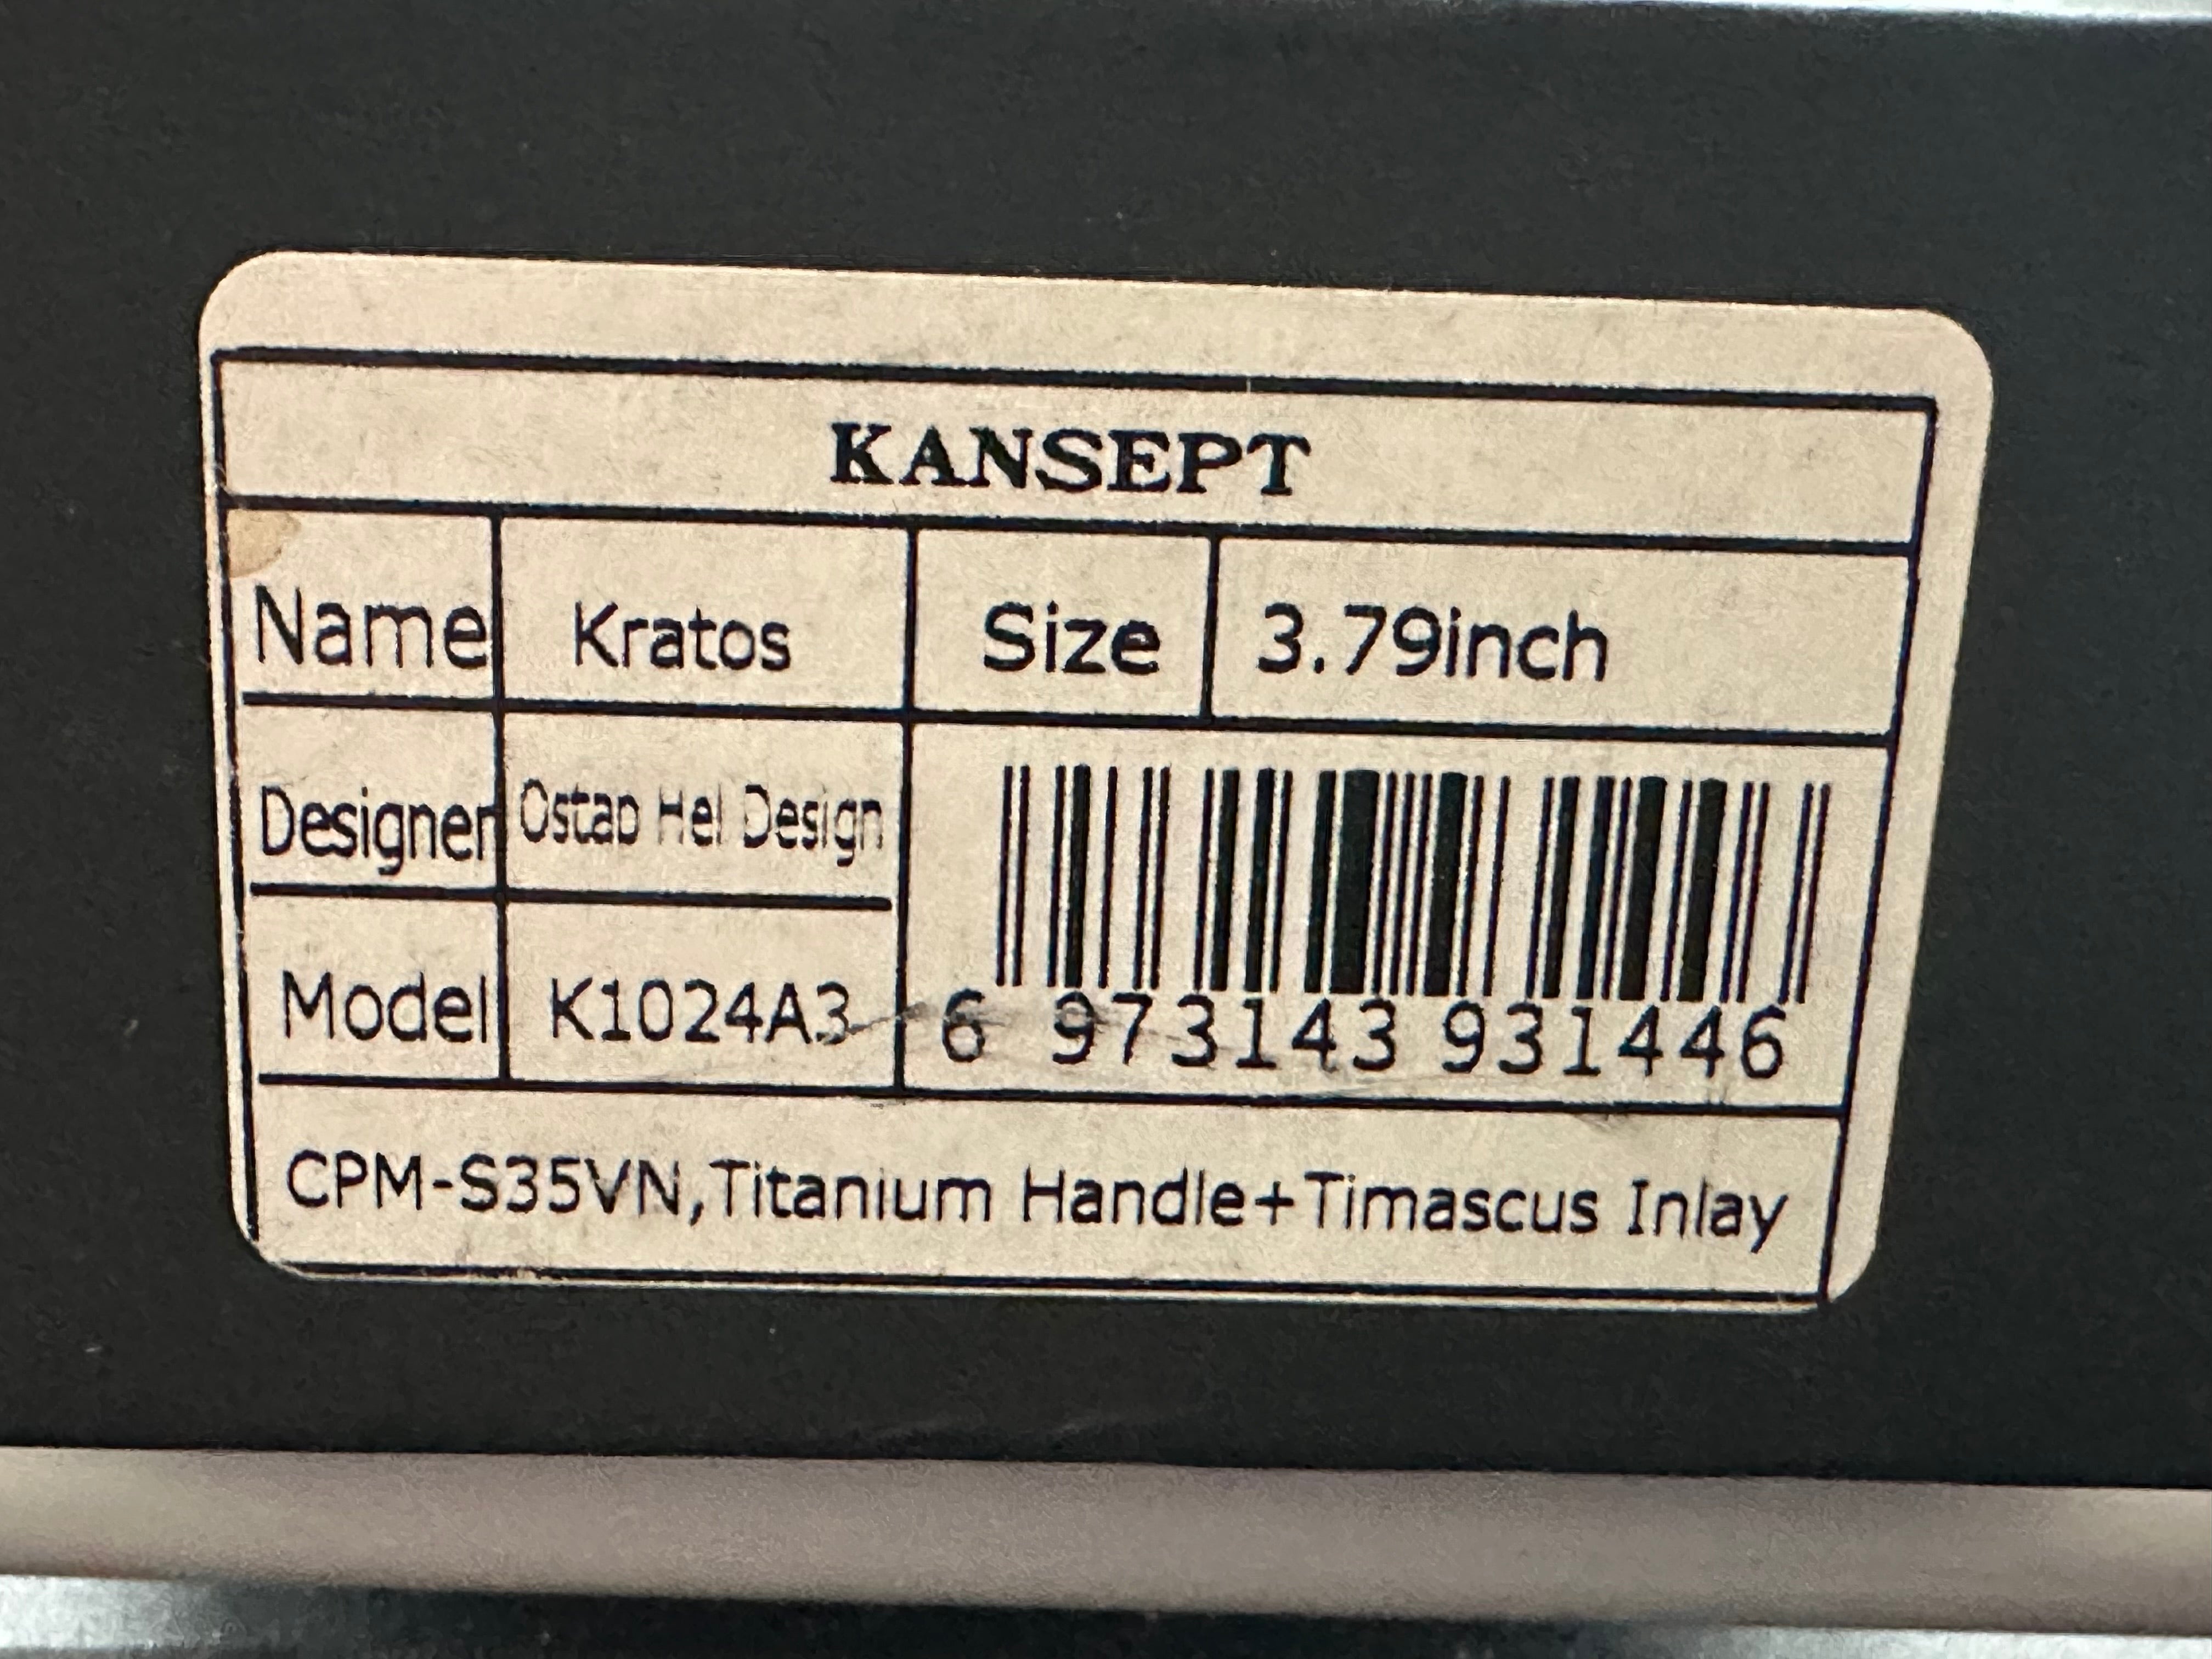 KANSEPT
Name Kratos Size 3.79inch
Designer Ostap Hel Design
Model K1024A3 6 973143 931446
CPM-S35VN,Titanium Handle+Timascus Inlay